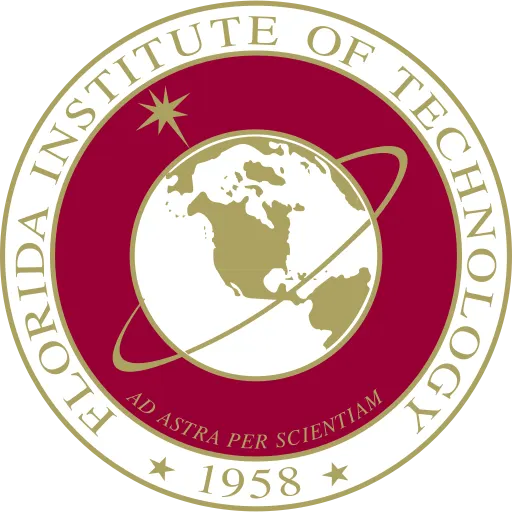 FLORIDA INSTITUTE OF TECHNOLOGY
AD ASTRA PER SCIENTIAM
1958